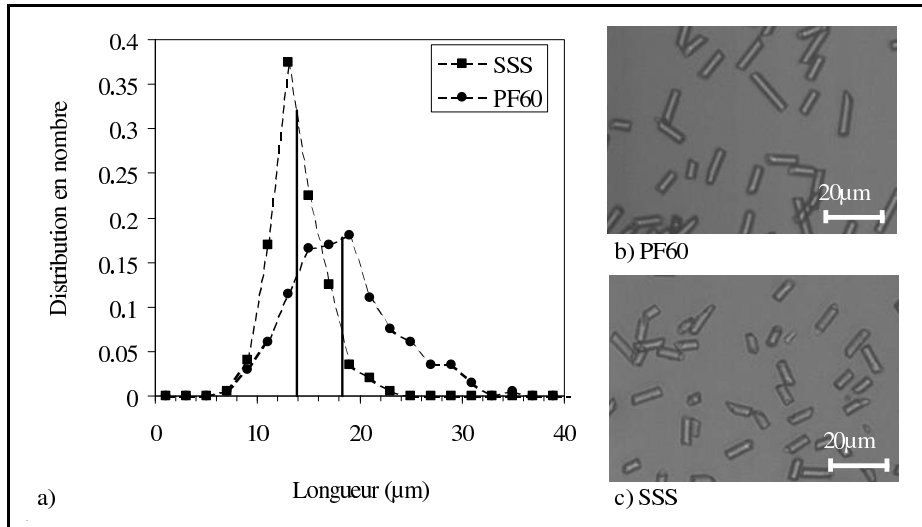 0.4
0.35
0.3
0.25
0.2
0.15
0.1
0.05
0
Distribution en nombre
SSS
PF60
0 10 20 30 40
Longueur (µm)
a)
20µm
b) PF60
20µm
c) SSS